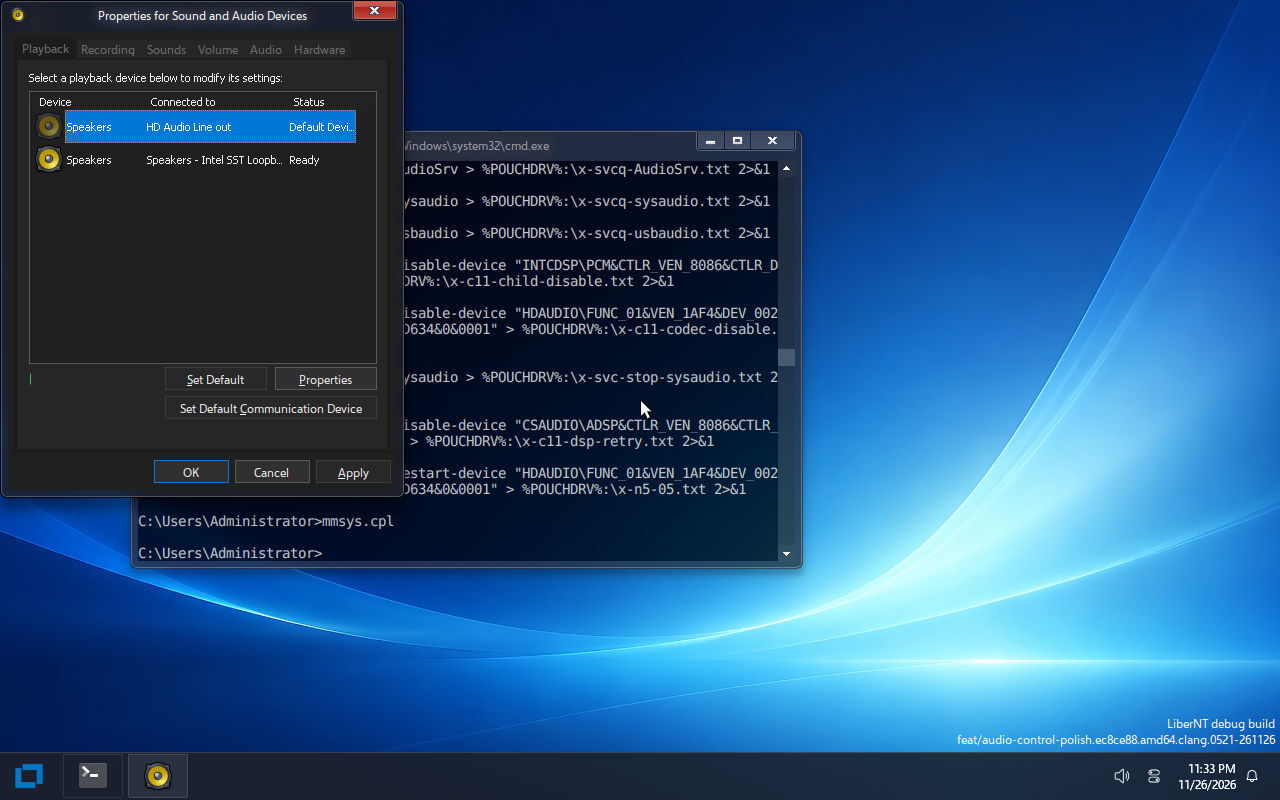 Properties for Sound and Audio Devices
Playback Recording Sounds Volume Audio Hardware
Select a playback device below to modify its settings:
Device Connected to Status
Speakers HD Audio Line out Default Devi...
Speakers Speakers - Intel SST Loopb... Ready
Set Default Properties
Set Default Communication Device
OK Cancel Apply
Windows\system32\cmd.exe
udioSrv > %POUCHDRV%:\x-svcq-AudioSrv.txt 2>&1
ysaudio > %POUCHDRV%:\x-svcq-sysaudio.txt 2>&1
sbaudio > %POUCHDRV%:\x-svcq-usbaudio.txt 2>&1
isable-device "INTCDSP\PCM&CTLR_VEN_8086&CTLR_D
DRV%:\x-c11-child-disable.txt 2>&1
isable-device "HDAUDIO\FUNC_01&VEN_1AF4&DEV_002
D634&0&0001" > %POUCHDRV%:\x-c11-codec-disable.
ysaudio > %POUCHDRV%:\x-svc-stop-sysaudio.txt 2
isable-device "CSAUDIO\ADSP&CTLR_VEN_8086&CTLR_
> %POUCHDRV%:\x-c11-dsp-retry.txt 2>&1
estart-device "HDAUDIO\FUNC_01&VEN_1AF4&DEV_002
D634&0&0001" > %POUCHDRV%:\x-n5-05.txt 2>&1
C:\Users\Administrator>mmsys.cpl
C:\Users\Administrator>
LiberNT debug build
feat/audio-control-polish.ec8ce88.amd64.clang.0521-261126
11:33 PM
11/26/2026